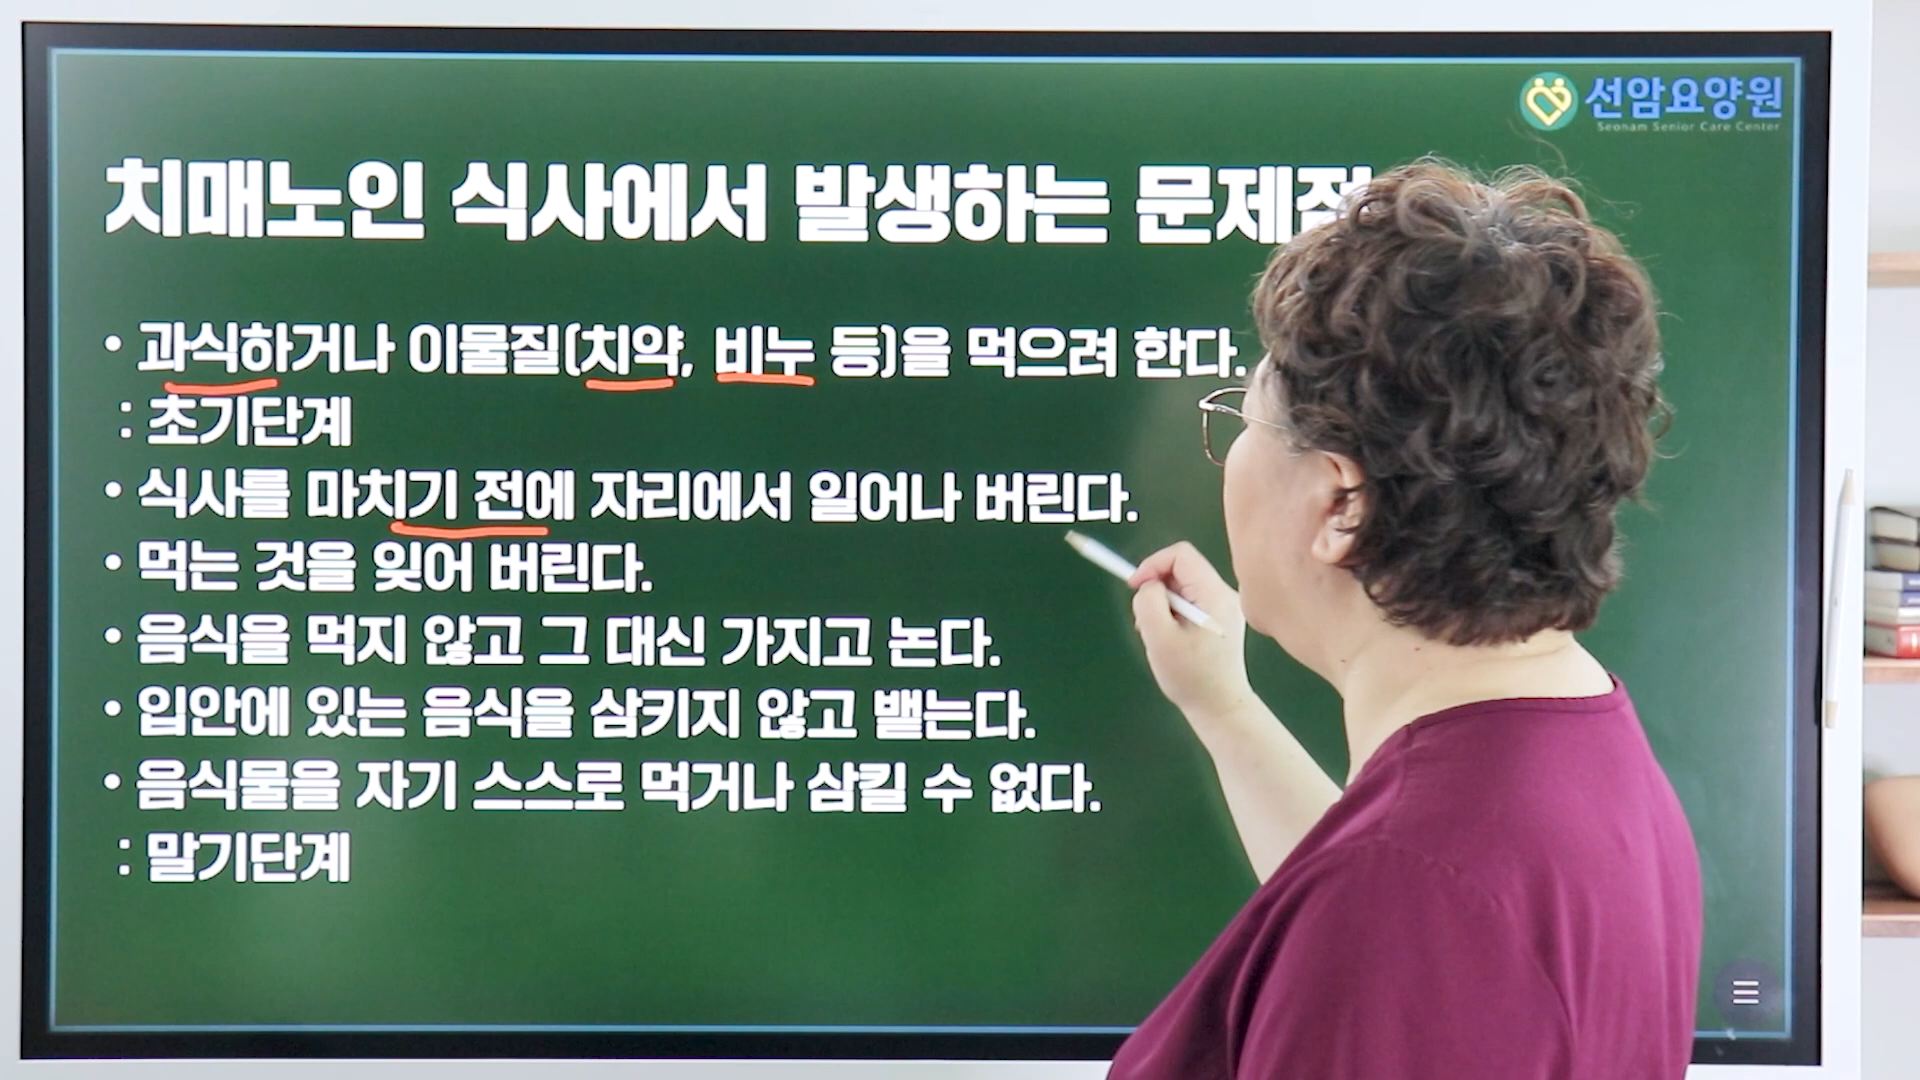 선암요양원
Seonam Senior Care Center
치매노인 식사에서 발생하는 문제점
• 과식하거나 이물질(치약, 비누 등)을 먹으려 한다.
: 초기단계
• 식사를 마치기 전에 자리에서 일어나 버린다.
• 먹는 것을 잊어 버린다.
• 음식을 먹지 않고 그 대신 가지고 논다.
• 입안에 있는 음식을 삼키지 않고 뱉는다.
• 음식물을 자기 스스로 먹거나 삼킬 수 없다.
: 말기단계